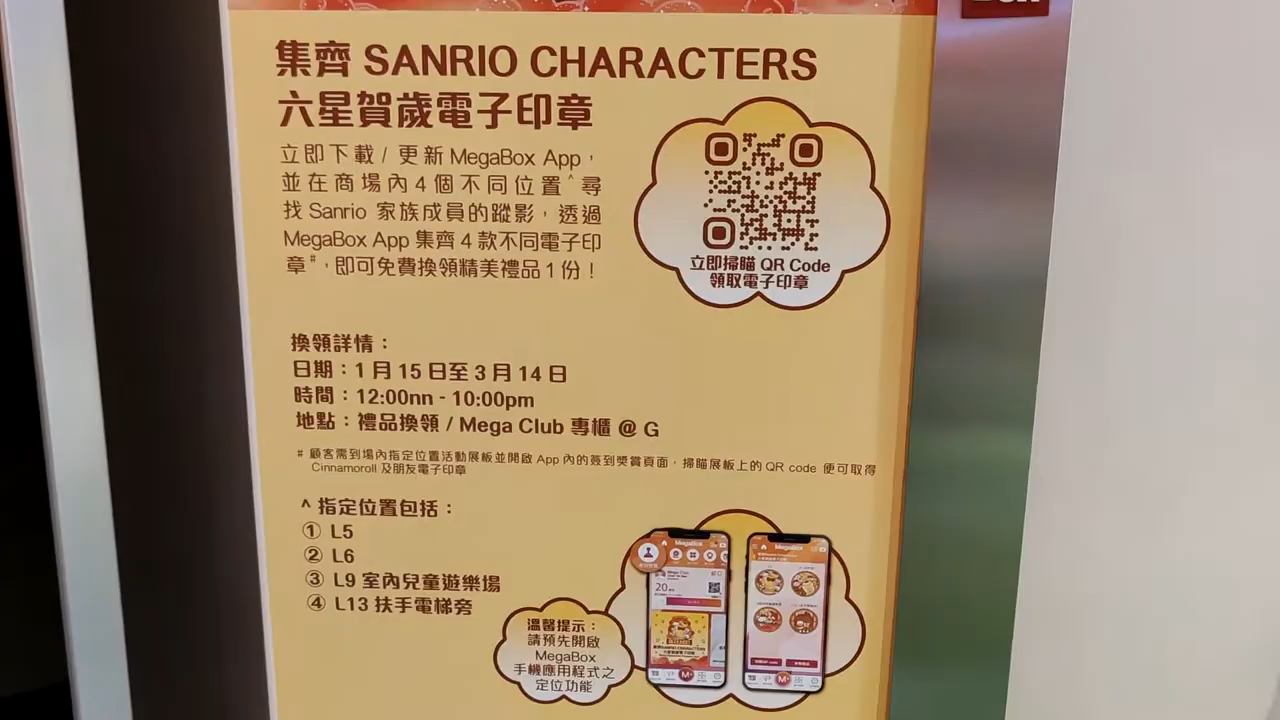 集齊 SANRIO CHARACTERS
六星賀歲電子印章
立即下載 / 更新 MegaBox App，
並在商場內 4 個不同位置^ 尋
找 Sanrio 家族成員的蹤影，透過
MegaBox App 集齊 4 款不同電子印
章#，即可免費換領精美禮品 1 份！
立即掃瞄 QR Code
領取電子印章
換領詳情：
日期：1 月 15 日至 3 月 14 日
時間：12:00nn - 10:00pm
地點：禮品換領 / Mega Club 專櫃 @ G
# 顧客需到場內指定位置活動展板並開啟 App 內的簽到獎賞頁面，掃瞄展板上的 QR code 便可取得
Cinnamoroll 及朋友電子印章
^ 指定位置包括：
① L5
② L6
③ L9 室內兒童遊樂場
④ L13 扶手電梯旁
溫馨提示：
請預先開啟
MegaBox
手機應用程式之
定位功能
MegaBox
20